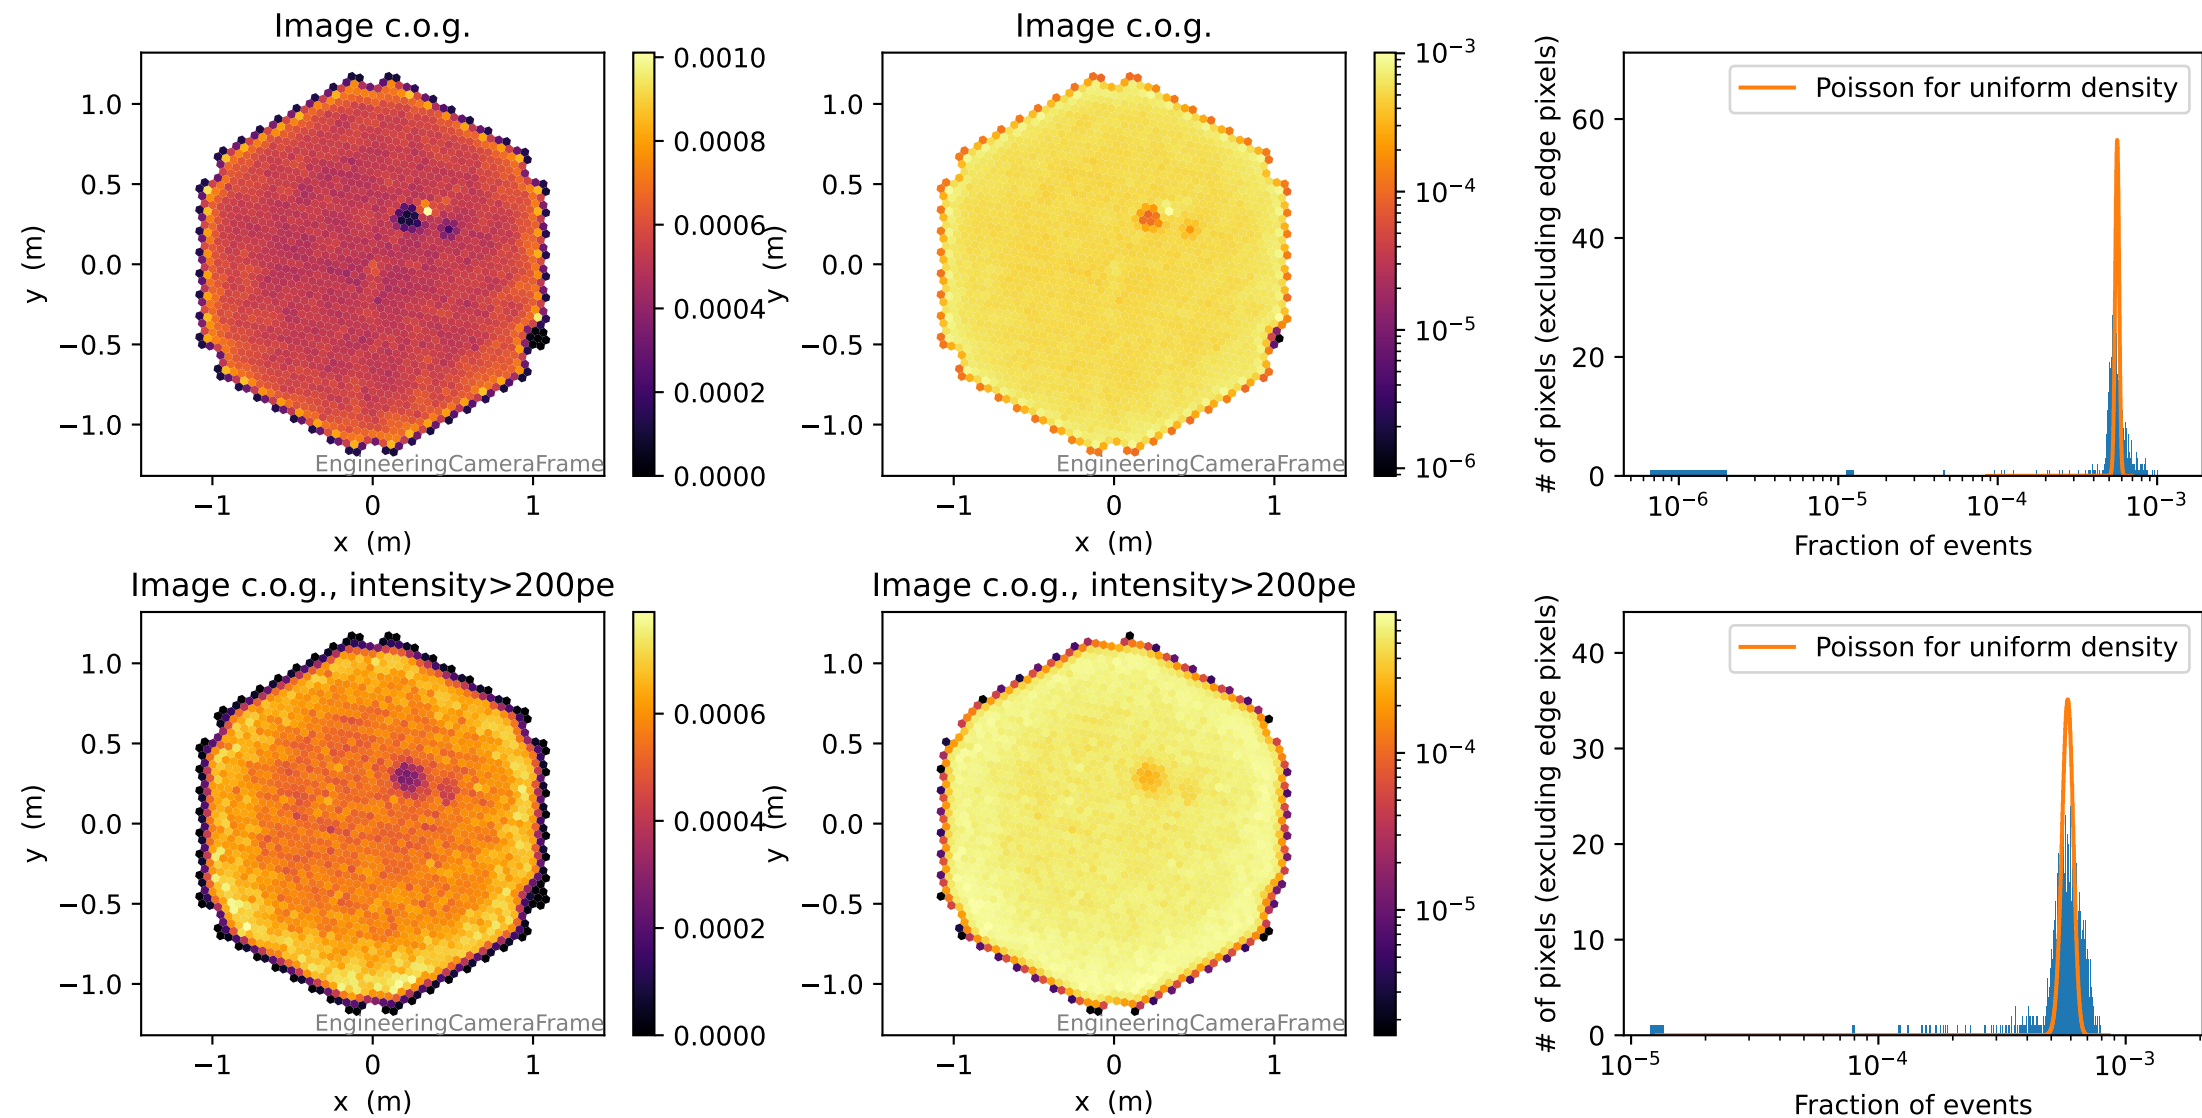 Image c.o.g.
1.0
0.5
0.0
−0.5
−1.0
−1
0
1
x (m)
y (m)
EngineeringCameraFrame
0.0010
0.0008
0.0006
0.0004
0.0002
0.0000
Image c.o.g.
1.0
0.5
0.0
−0.5
−1.0
−1
0
1
x (m)
y (m)
EngineeringCameraFrame
10⁻³
10⁻⁴
10⁻⁵
10⁻⁶
Poisson for uniform density
# of pixels (excluding edge pixels)
60
40
20
0
10⁻⁶
10⁻⁵
10⁻⁴
10⁻³
Fraction of events
Image c.o.g., intensity>200pe
1.0
0.5
0.0
−0.5
−1.0
−1
0
1
x (m)
y (m)
EngineeringCameraFrame
0.0006
0.0004
0.0002
0.0000
Image c.o.g., intensity>200pe
1.0
0.5
0.0
−0.5
−1.0
−1
0
1
x (m)
y (m)
EngineeringCameraFrame
10⁻⁴
10⁻⁵
Poisson for uniform density
# of pixels (excluding edge pixels)
40
30
20
10
0
10⁻⁵
10⁻⁴
10⁻³
Fraction of events